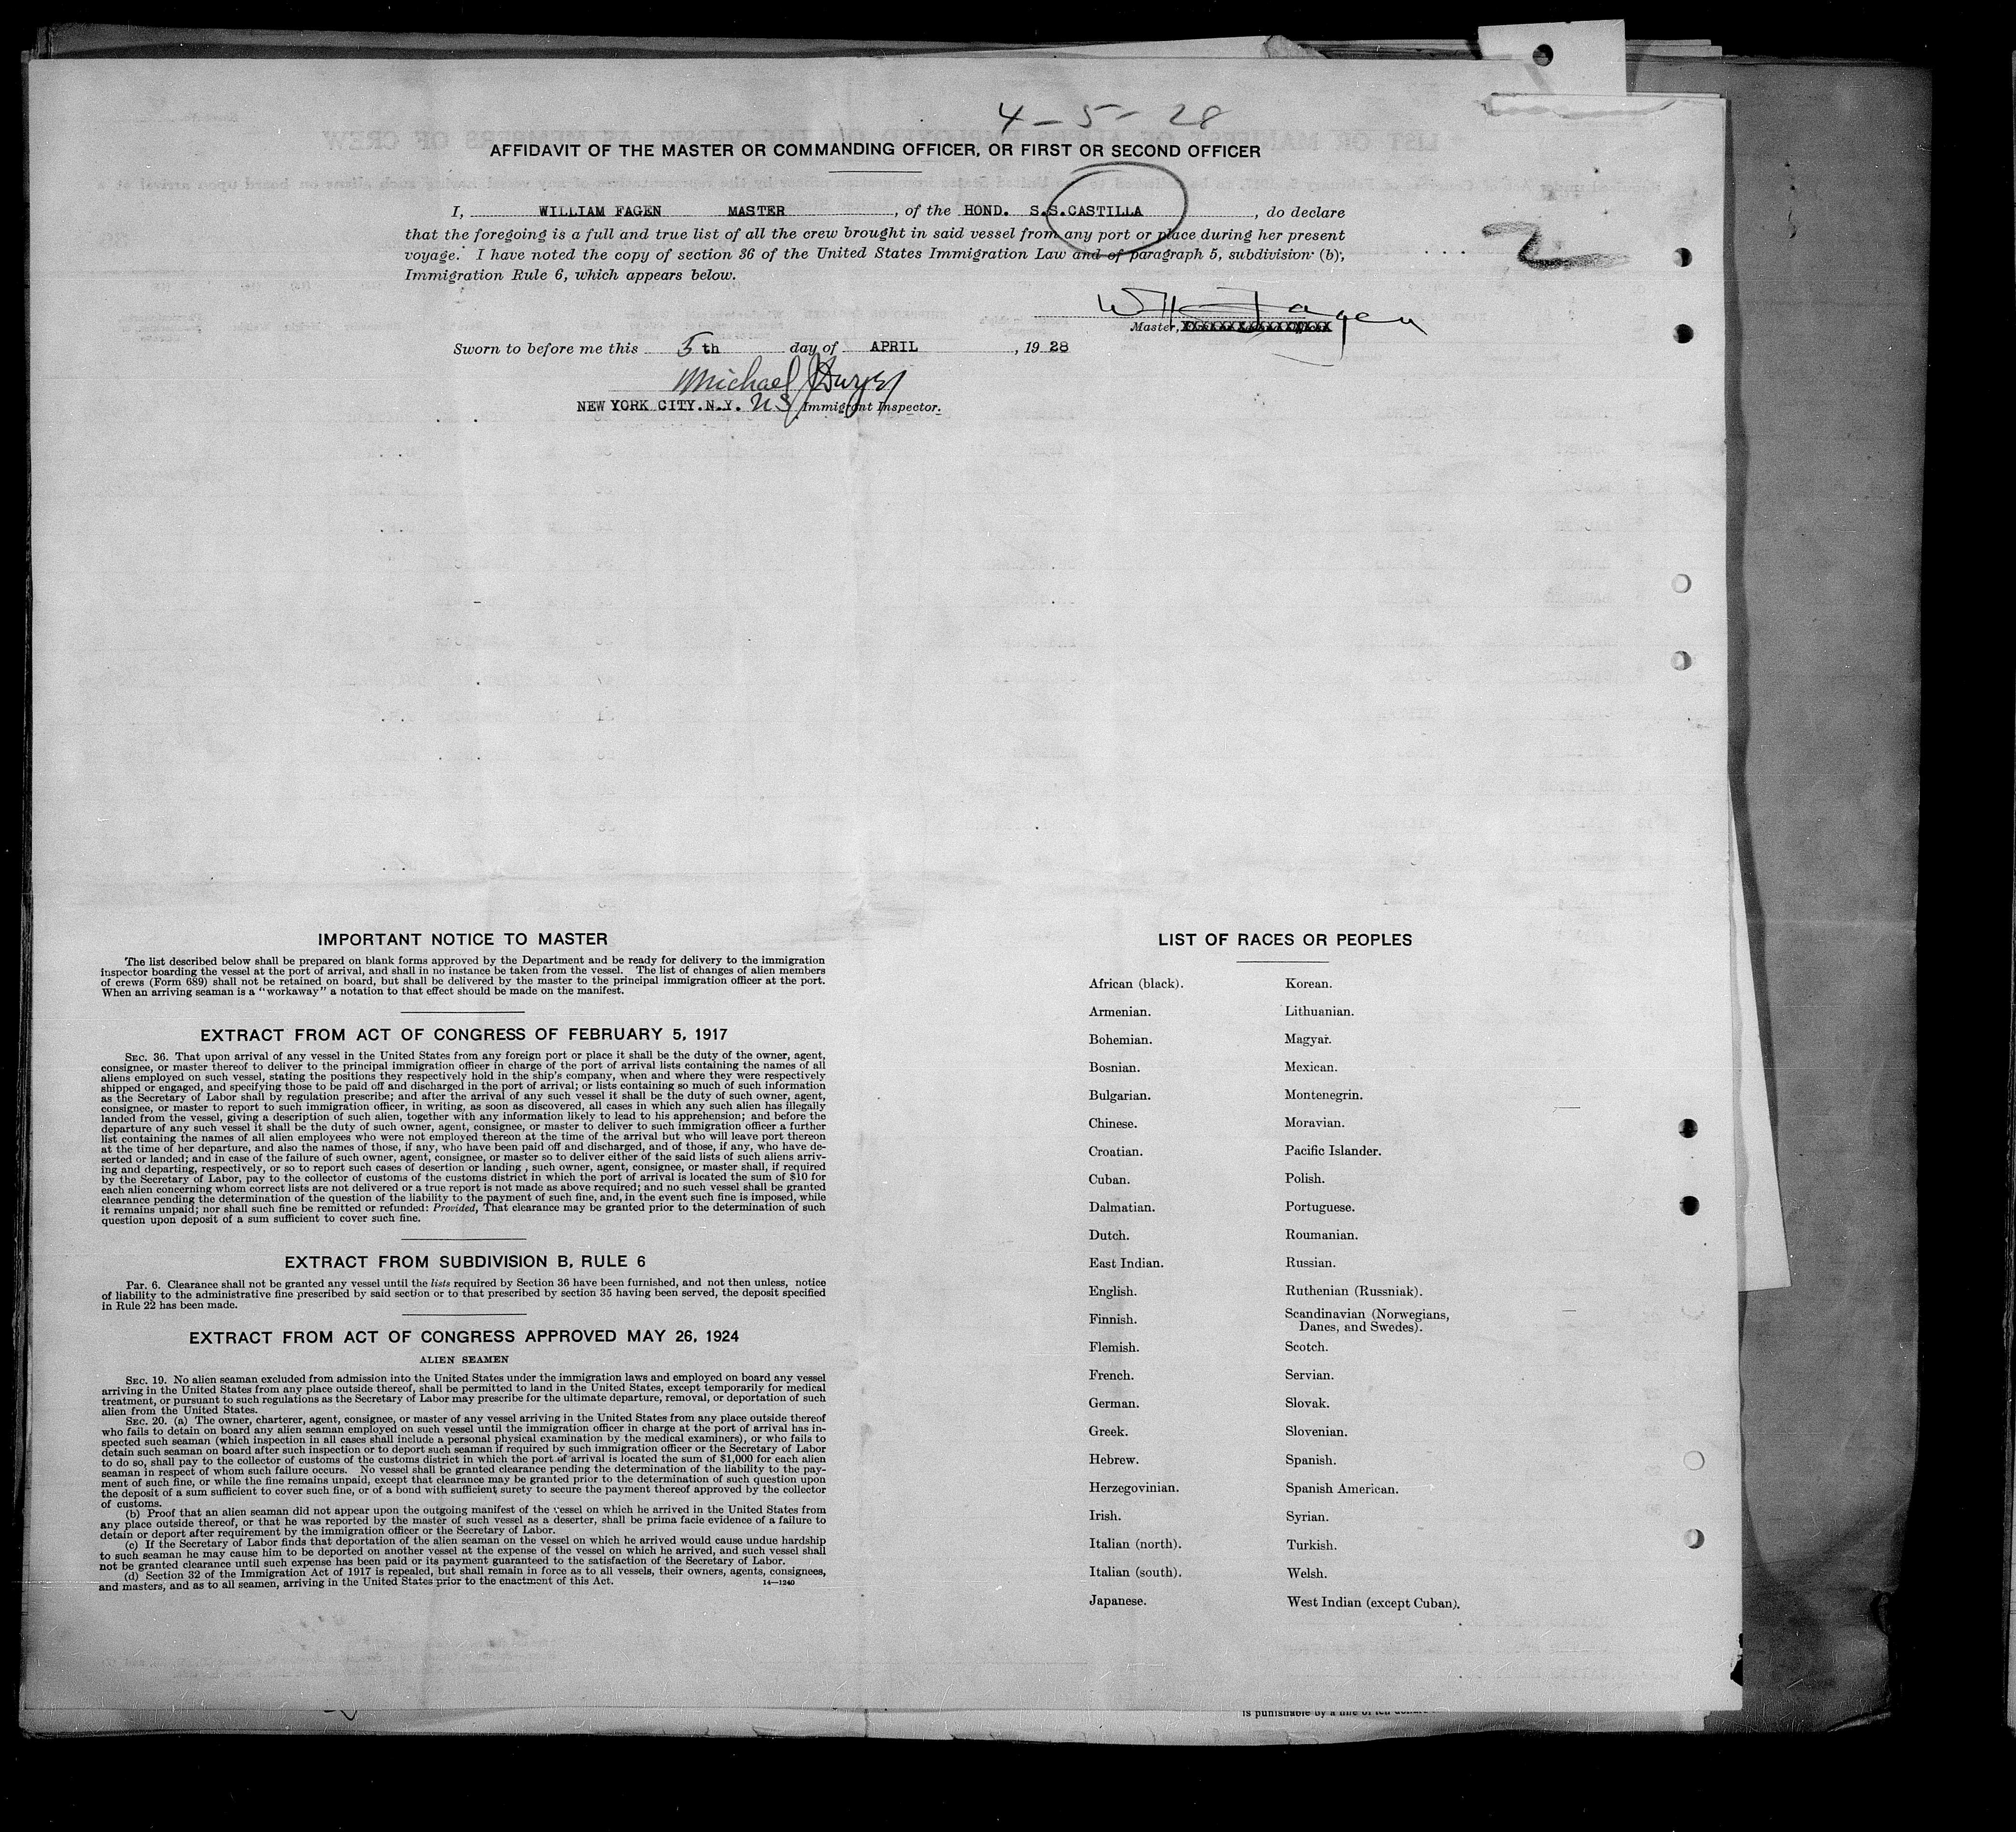 4-5-28
AFFIDAVIT OF THE MASTER OR COMMANDING OFFICER, OR FIRST OR SECOND OFFICER
I, WILLIAM FAGEN MASTER, of the HOND. S.S.CASTILLA, do declare
that the foregoing is a full and true list of all the crew brought in said vessel from any port or place during her present
voyage. I have noted the copy of section 36 of the United States Immigration Law and of paragraph 5, subdivision (b),
Immigration Rule 6, which appears below.
2
Wm Fagen
Master,
Sworn to before me this 5th day of APRIL, 1928
Michael J Dwyer
NEW YORK CITY.N.Y. US Immigrant Inspector.
IMPORTANT NOTICE TO MASTER
The list described below shall be prepared on blank forms approved by the Department and be ready for delivery to the immigration
inspector boarding the vessel at the port of arrival, and shall in no instance be taken from the vessel. The list of changes of alien members
of crews (Form 689) shall not be retained on board, but shall be delivered by the master to the principal immigration officer at the port.
When an arriving seaman is a "workaway" a notation to that effect should be made on the manifest.
EXTRACT FROM ACT OF CONGRESS OF FEBRUARY 5, 1917
SEC. 36. That upon arrival of any vessel in the United States from any foreign port or place it shall be the duty of the owner, agent,
consignee, or master thereof to deliver to the principal immigration officer in charge of the port of arrival lists containing the names of all
aliens employed on such vessel, stating the positions they respectively hold in the ship's company, when and where they were respectively
shipped or engaged, and specifying those to be paid off and discharged in the port of arrival; or lists containing so much of such information
as the Secretary of Labor shall by regulation prescribe; and after the arrival of any such vessel it shall be the duty of such owner, agent,
consignee, or master to report to such immigration officer, in writing, as soon as discovered, all cases in which any such alien has illegally
landed from the vessel, giving a description of such alien, together with any information likely to lead to his apprehension; and before the
departure of any such vessel it shall be the duty of such owner, agent, consignee, or master to deliver to such immigration officer a further
list containing the names of all alien employees who were not employed thereon at the time of the arrival but who will leave port thereon
at the time of her departure, and also the names of those, if any, who have been paid off and discharged, and of those, if any, who have de-
serted or landed; and in case of the failure of such owner, agent, consignee, or master so to deliver either of the said lists of such aliens arriv-
ing and departing, respectively, or so to report such cases of desertion or landing , such owner, agent, consignee, or master shall, if required
by the Secretary of Labor, pay to the collector of customs of the customs district in which the port of arrival is located the sum of $10 for
each alien concerning whom correct lists are not delivered or a true report is not made as above required; and no such vessel shall be granted
clearance pending the determination of the question of the liability to the payment of such fine, and, in the event such fine is imposed, while
it remains unpaid; nor shall such fine be remitted or refunded: Provided, That clearance may be granted prior to the determination of such
question upon deposit of a sum sufficient to cover such fine.
EXTRACT FROM SUBDIVISION B, RULE 6
Par. 6. Clearance shall not be granted any vessel until the lists required by Section 36 have been furnished, and not then unless, notice
of liability to the administrative fine prescribed by said section or to that prescribed by section 35 having been served, the deposit specified
in Rule 22 has been made.
EXTRACT FROM ACT OF CONGRESS APPROVED MAY 26, 1924
ALIEN SEAMEN
SEC. 19. No alien seaman excluded from admission into the United States under the immigration laws and employed on board any vessel
arriving in the United States from any place outside thereof, shall be permitted to land in the United States, except temporarily for medical
treatment, or pursuant to such regulations as the Secretary of Labor may prescribe for the ultimate departure, removal, or deportation of such
alien from the United States.
SEC. 20. (a) The owner, charterer, agent, consignee, or master of any vessel arriving in the United States from any place outside thereof
who fails to detain on board any alien seaman employed on such vessel until the immigration officer in charge at the port of arrival has in-
spected such seaman (which inspection in all cases shall include a personal physical examination by the medical examiners), or who fails to
detain such seaman on board after such inspection or to deport such seaman if required by such immigration officer or the Secretary of Labor
to do so, shall pay to the collector of customs of the customs district in which the port of arrival is located the sum of $1,000 for each alien
seaman in respect of whom such failure occurs. No vessel shall be granted clearance pending the determination of the liability to the pay-
ment of such fine, or while the fine remains unpaid, except that clearance may be granted prior to the determination of such question upon
the deposit of a sum sufficient to cover such fine, or of a bond with sufficient surety to secure the payment thereof approved by the collector
of customs.
(b) Proof that an alien seaman did not appear upon the outgoing manifest of the vessel on which he arrived in the United States from
any place outside thereof, or that he was reported by the master of such vessel as a deserter, shall be prima facie evidence of a failure to
detain or deport after requirement by the immigration officer or the Secretary of Labor.
(c) If the Secretary of Labor finds that deportation of the alien seaman on the vessel on which he arrived would cause undue hardship
to such seaman he may cause him to be deported on another vessel at the expense of the vessel on which he arrived, and such vessel shall
not be granted clearance until such expense has been paid or its payment guaranteed to the satisfaction of the Secretary of Labor.
(d) Section 32 of the Immigration Act of 1917 is repealed, but shall remain in force as to all vessels, their owners, agents, consignees,
and masters, and as to all seamen, arriving in the United States prior to the enactment of this Act.
14—1240
LIST OF RACES OR PEOPLES
African (black).
Armenian.
Bohemian.
Bosnian.
Bulgarian.
Chinese.
Croatian.
Cuban.
Dalmatian.
Dutch.
East Indian.
English.
Finnish.
Flemish.
French.
German.
Greek.
Hebrew.
Herzegovinian.
Irish.
Italian (north).
Italian (south).
Japanese.
Korean.
Lithuanian.
Magyar.
Mexican.
Montenegrin.
Moravian.
Pacific Islander.
Polish.
Portuguese.
Roumanian.
Russian.
Ruthenian (Russniak).
Scandinavian (Norwegians,
Danes, and Swedes).
Scotch.
Servian.
Slovak.
Slovenian.
Spanish.
Spanish American.
Syrian.
Turkish.
Welsh.
West Indian (except Cuban).
is punishable by a fine of ten